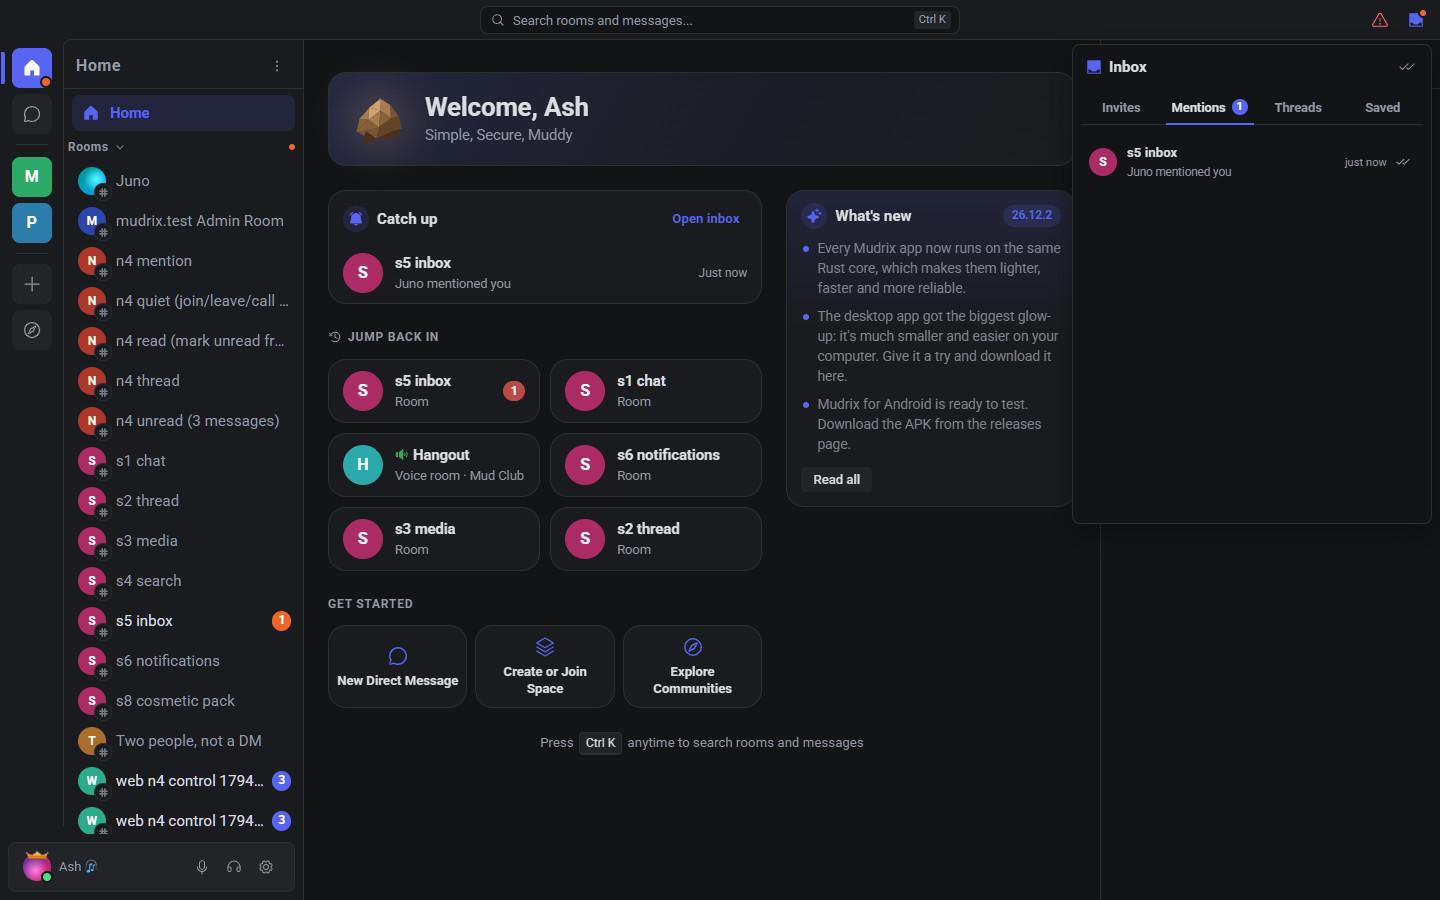 Search rooms and messages...
Ctrl K
Home
Home
Rooms
M
P
Juno
M
mudrix.test Admin Room
N
n4 mention
N
n4 quiet (join/leave/call ...
N
n4 read (mark unread fr...
N
n4 thread
N
n4 unread (3 messages)
S
s1 chat
S
s2 thread
S
s3 media
S
s4 search
S
s5 inbox
1
S
s6 notifications
S
s8 cosmetic pack
T
Two people, not a DM
W
web n4 control 1794...
3
W
web n4 control 1794...
3
Ash
Welcome, Ash
Simple, Secure, Muddy
Catch up
Open inbox
S
s5 inbox
Juno mentioned you
Just now
JUMP BACK IN
S
s5 inbox
Room
1
S
s1 chat
Room
H
Hangout
Voice room · Mud Club
S
s6 notifications
Room
S
s3 media
Room
S
s2 thread
Room
GET STARTED
New Direct Message
Create or Join
Space
Explore
Communities
Press Ctrl K anytime to search rooms and messages
What's new
26.12.2
Every Mudrix app now runs on the same
Rust core, which makes them lighter,
faster and more reliable.
The desktop app got the biggest glow-
up: it's much smaller and easier on your
computer. Give it a try and download it
here.
Mudrix for Android is ready to test.
Download the APK from the releases
page.
Read all
Inbox
Invites
Mentions 1
Threads
Saved
S
s5 inbox
Juno mentioned you
just now